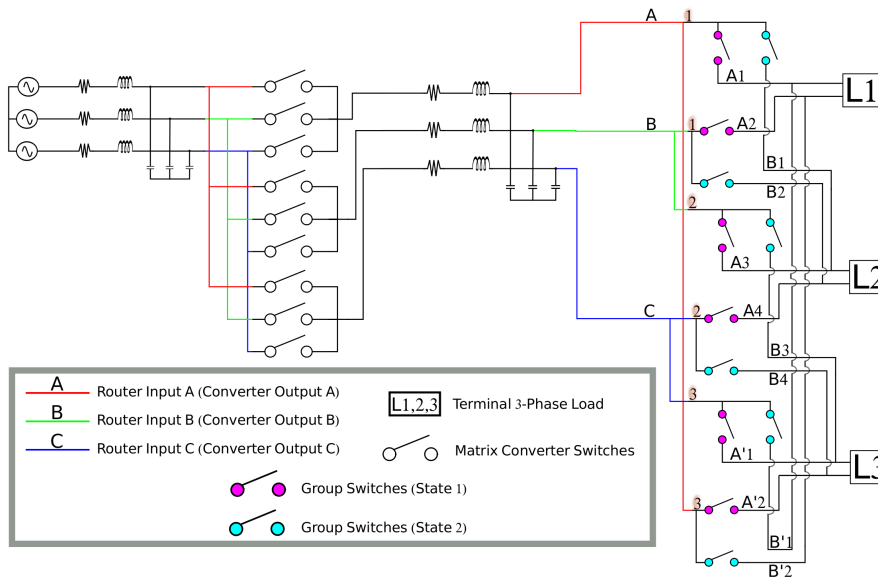 A
1
A1
L1
B
1
A2
B1
B2
2
A3
L2
C
2
A4
B3
B4
3
A'1
L3
3
A'2
B'1
B'2
A Router Input A (Converter Output A)
B Router Input B (Converter Output B)
C Router Input C (Converter Output C)
L1,2,3 Terminal 3-Phase Load
Matrix Converter Switches
Group Switches (State 1)
Group Switches (State 2)